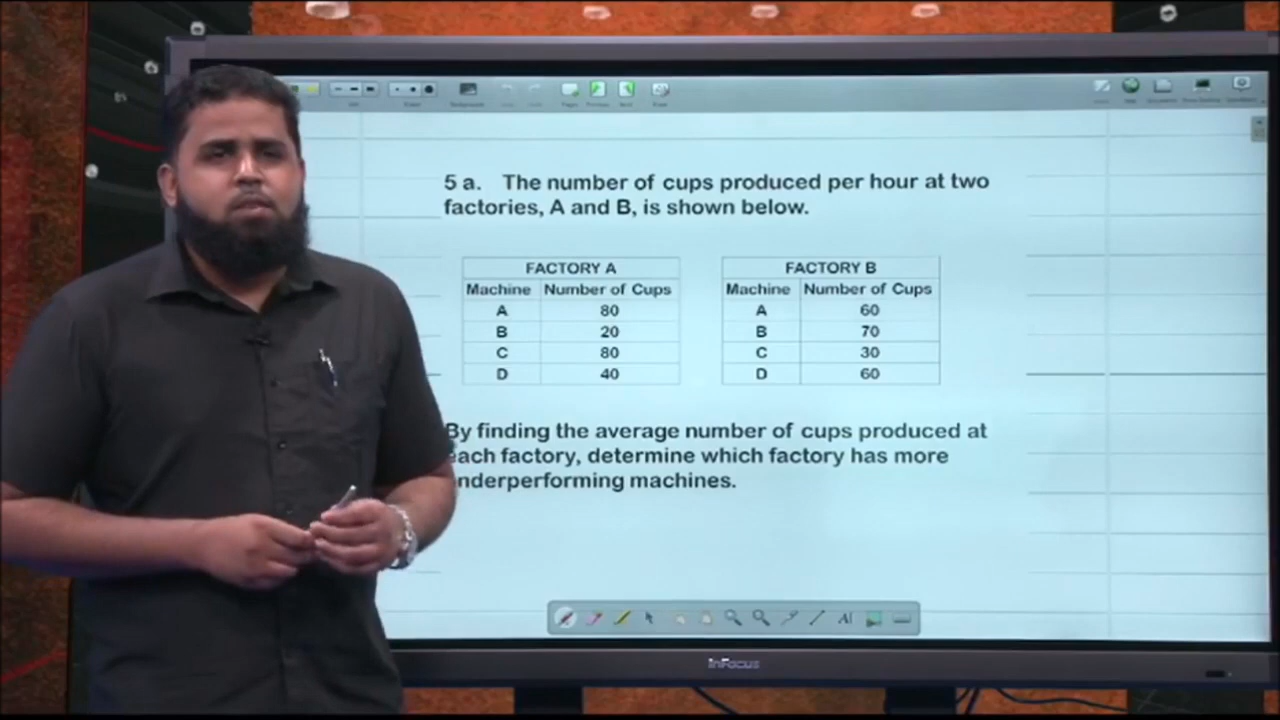 5 a. The number of cups produced per hour at two
factories, A and B, is shown below.
FACTORY A
Machine Number of Cups
A 80
B 20
C 80
D 40
FACTORY B
Machine Number of Cups
A 60
B 70
C 30
D 60
By finding the average number of cups produced at
each factory, determine which factory has more
nderperforming machines.
AI
InFocus